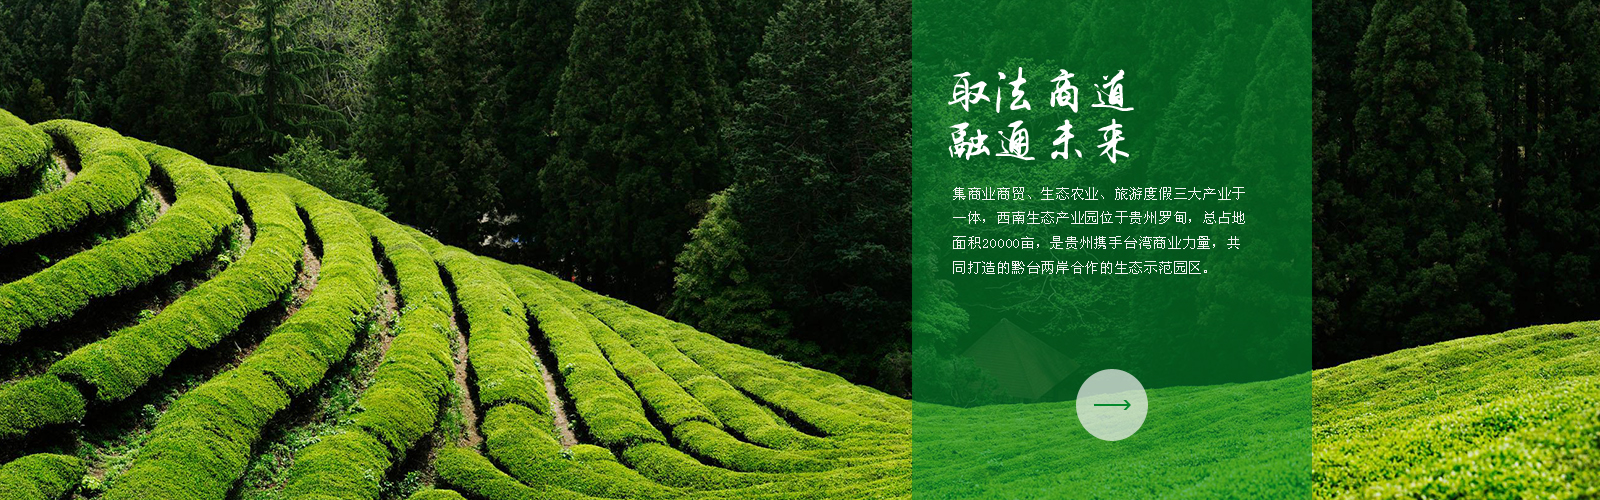 取法商道
融通未来
集商业商贸、生态农业、旅游度假三大产业于
一体，西南生态产业园位于贵州罗甸，总占地
面积20000亩，是贵州携手台湾商业力量，共
同打造的黔台两岸合作的生态示范园区。